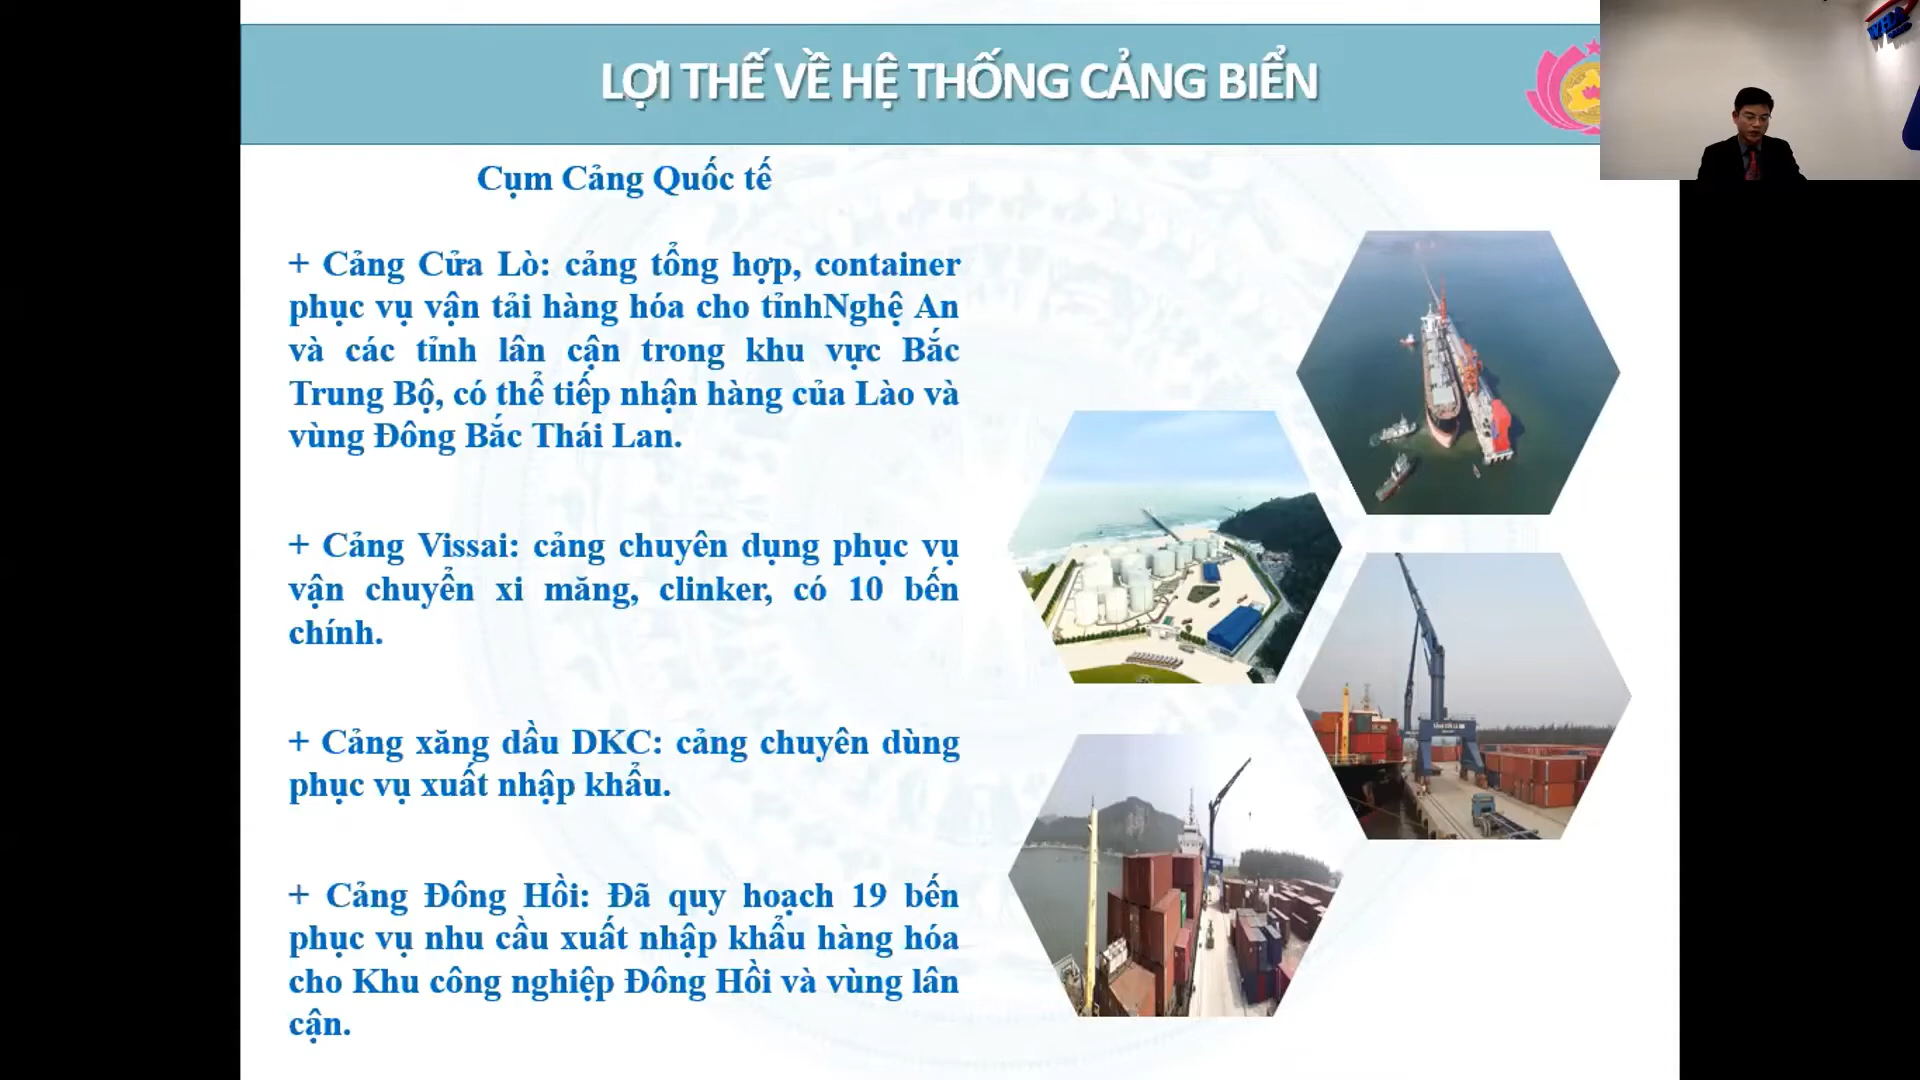 LỢI THẾ VỀ HỆ THỐNG CẢNG BIỂN
Cụm Cảng Quốc tế
+ Cảng Cửa Lò: cảng tổng hợp, container
phục vụ vận tải hàng hóa cho tỉnhNghệ An
và các tỉnh lân cận trong khu vực Bắc
Trung Bộ, có thể tiếp nhận hàng của Lào và
vùng Đông Bắc Thái Lan.
+ Cảng Vissai: cảng chuyên dụng phục vụ
vận chuyển xi măng, clinker, có 10 bến
chính.
+ Cảng xăng dầu DKC: cảng chuyên dùng
phục vụ xuất nhập khẩu.
+ Cảng Đông Hồi: Đã quy hoạch 19 bến
phục vụ nhu cầu xuất nhập khẩu hàng hóa
cho Khu công nghiệp Đông Hồi và vùng lân
cận.